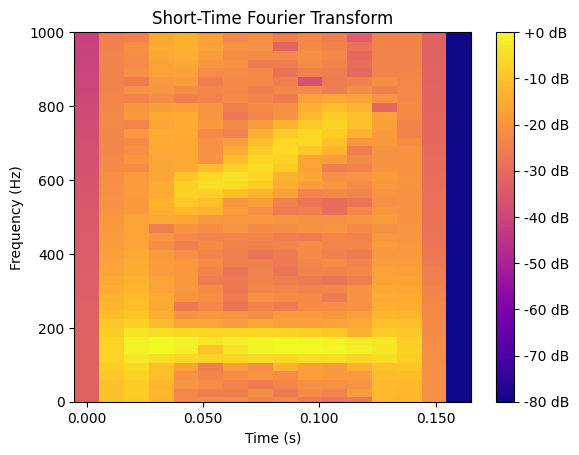 Short-Time Fourier Transform
1000
800
600
400
200
0
Frequency (Hz)
0.000
0.050
0.100
0.150
Time (s)
+0 dB
-10 dB
-20 dB
-30 dB
-40 dB
-50 dB
-60 dB
-70 dB
-80 dB